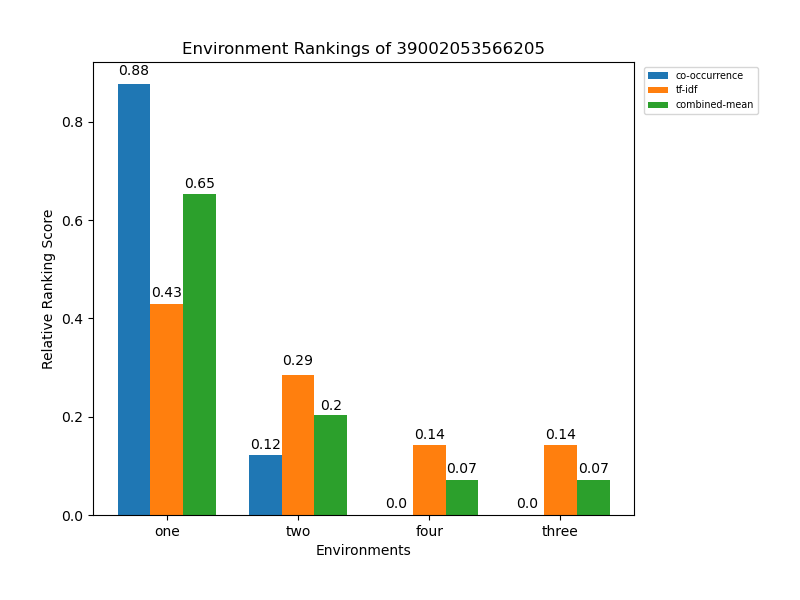 Environment Rankings of 39002053566205
co-occurrence
tf-idf
combined-mean
Relative Ranking Score
0.8
0.6
0.4
0.2
0.0
0.88
0.43
0.65
0.12
0.29
0.2
0.0
0.14
0.07
0.0
0.14
0.07
one
two
four
three
Environments